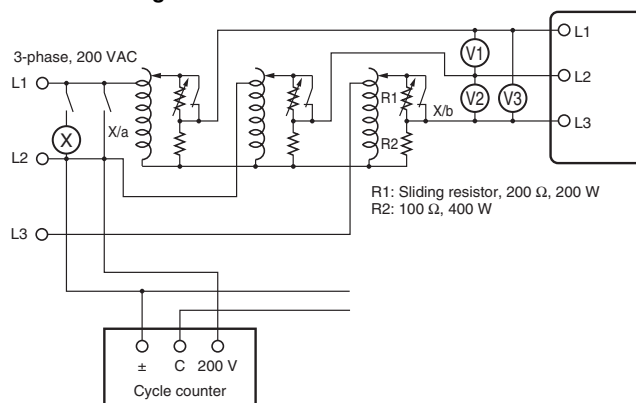 3-phase, 200 VAC
L1
L2
L3
X
X/a
R1
R2
X/b
V1
V2
V3
L1
L2
L3
R1: Sliding resistor, 200 Ω, 200 W
R2: 100 Ω, 400 W
± C 200 V
Cycle counter